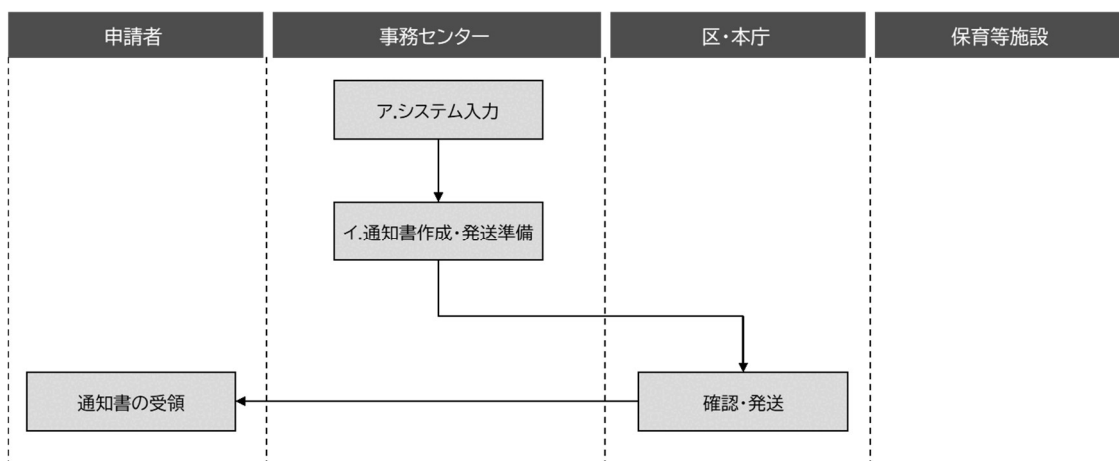 申請者
事務センター
区・本庁
保育等施設
ア.システム入力
イ.通知書作成・発送準備
通知書の受領
確認・発送